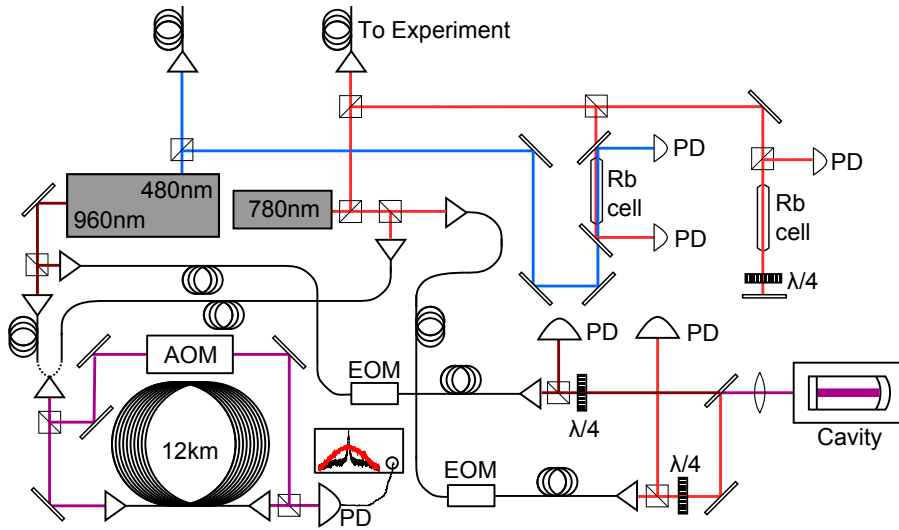 To Experiment
PD
PD
480nm
960nm
780nm
Rb
cell
Rb
cell
PD
λ/4
PD
PD
AOM
EOM
12km
λ/4
Cavity
EOM
λ/4
PD